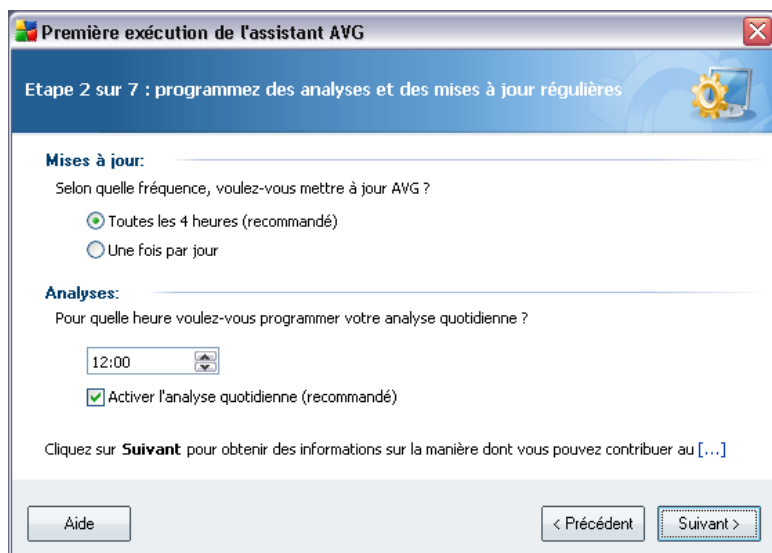 Première exécution de l'assistant AVG
Etape 2 sur 7 : programmez des analyses et des mises à jour régulières
Mises à jour:
Selon quelle fréquence, voulez-vous mettre à jour AVG ?
Toutes les 4 heures (recommandé)
Une fois par jour
Analyses:
Pour quelle heure voulez-vous programmer votre analyse quotidienne ?
12:00
Activer l'analyse quotidienne (recommandé)
Cliquez sur Suivant pour obtenir des informations sur la manière dont vous pouvez contribuer au [...]
Aide
< Précédent
Suivant >